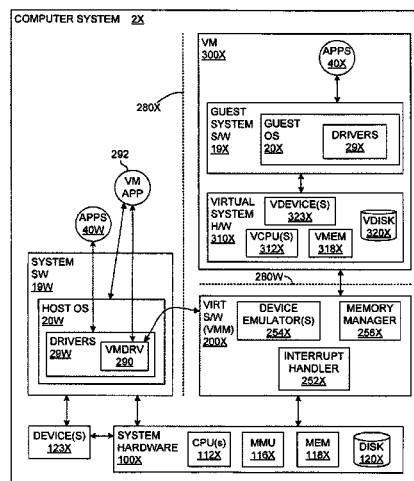 COMPUTER SYSTEM 2X
VM
300X
APPS
40X
280X
GUEST
SYSTEM
S/W
19X
GUEST
OS
20X
DRIVERS
29X
292
VM
APP
APPS
40W
VIRTUAL
SYSTEM
H/W
310X
VDEVICE(S)
323X
VCPU(S)
312X
VMEM
318X
VDISK
320X
280W
SYSTEM
SW
19W
HOST OS
20W
DRIVERS
29W
VMDRV
290
VIRT
S/W
(VMM)
200X
DEVICE
EMULATOR(S)
254X
MEMORY
MANAGER
256X
INTERRUPT
HANDLER
252X
DEVICE(S)
123X
SYSTEM
HARDWARE
100X
CPU(s)
112X
MMU
116X
MEM
118X
DISK
120X